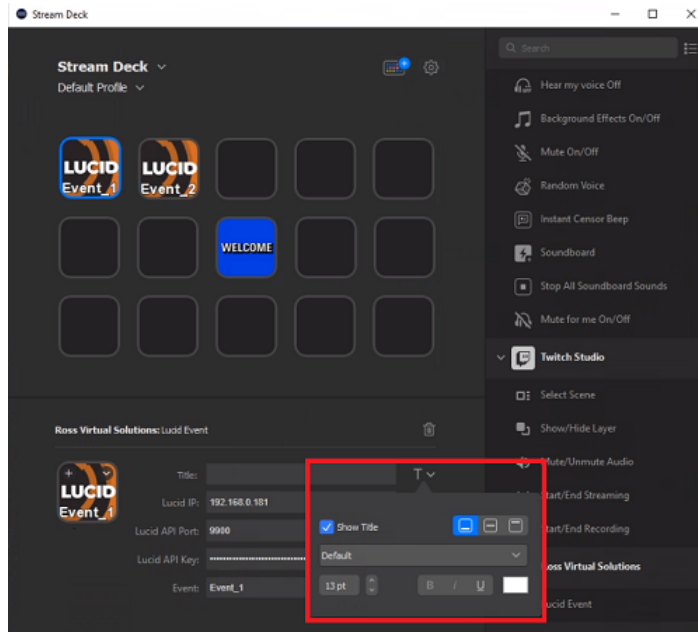 Stream Deck
Stream Deck
Default Profile
LUCID
Event_1
LUCID
Event_2
WELCOME
Ross Virtual Solutions: Lucid Event
LUCID
Event_1
Title:
Lucid IP: 192.168.0.181
Lucid API Port: 9900
Lucid API Key:
Event: Event_1
T
Show Title
Default
13 pt
B I U
Search
Hear my voice Off
Background Effects On/Off
Mute On/Off
Random Voice
Instant Censor Beep
Soundboard
Stop All Soundboard Sounds
Mute for me On/Off
Twitch Studio
Select Scene
Show/Hide Layer
Mute/Unmute Audio
Start/End Streaming
Start/End Recording
Ross Virtual Solutions
Lucid Event